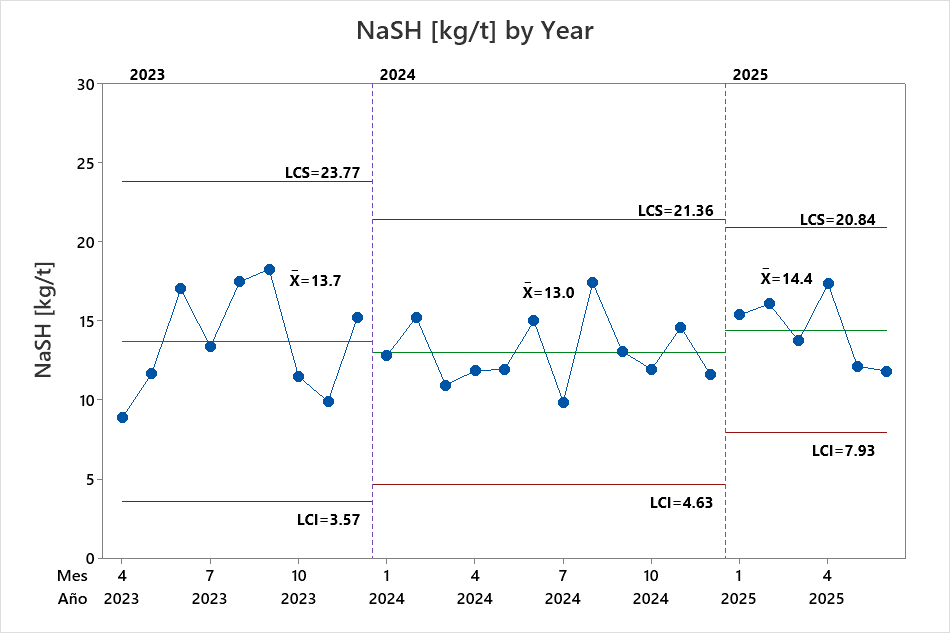 NaSH [kg/t] by Year
2023 2024 2025
30
25
20
15
10
5
0
NaSH [kg/t]
LCS=23.77
LCS=21.36
LCS=20.84
X̅=13.7
X̅=13.0
X̅=14.4
LCI=3.57
LCI=4.63
LCI=7.93
Mes 4 7 10 1 4 7 10 1 4
Año 2023 2023 2023 2024 2024 2024 2024 2025 2025